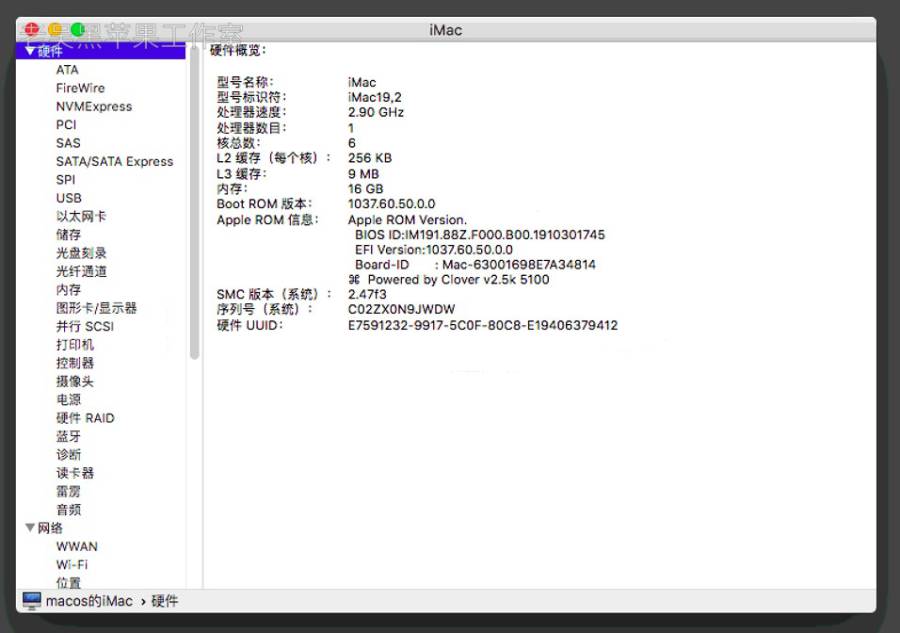 iMac
老吴黑苹果工作室
硬件
ATA
FireWire
NVMExpress
PCI
SAS
SATA/SATA Express
SPI
USB
以太网卡
储存
光盘刻录
光纤通道
内存
图形卡/显示器
并行 SCSI
打印机
控制器
摄像头
电源
硬件 RAID
蓝牙
诊断
读卡器
雷雳
音频
网络
WWAN
Wi-Fi
位置
硬件概览：
型号名称： iMac
型号标识符： iMac19,2
处理器速度： 2.90 GHz
处理器数目： 1
核总数： 6
L2 缓存（每个核）： 256 KB
L3 缓存： 9 MB
内存： 16 GB
Boot ROM 版本： 1037.60.50.0.0
Apple ROM 信息： Apple ROM Version.
BIOS ID:IM191.88Z.F000.B00.1910301745
EFI Version:1037.60.50.0.0
Board-ID : Mac-63001698E7A34814
⌘ Powered by Clover v2.5k 5100
SMC 版本（系统）： 2.47f3
序列号（系统）： C02ZX0N9JWDW
硬件 UUID： E7591232-9917-5C0F-80C8-E19406379412
macos的iMac › 硬件